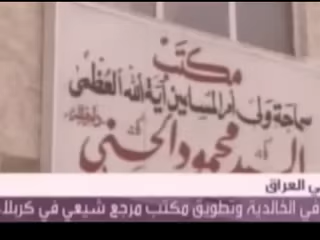 مكتب
سماحة ولي أمر المسلمين آية الله العظمى
السيد محمود الحسني
ي العراق
في الخالدية وتطويق مكتب مرجع شيعي في كربلاء